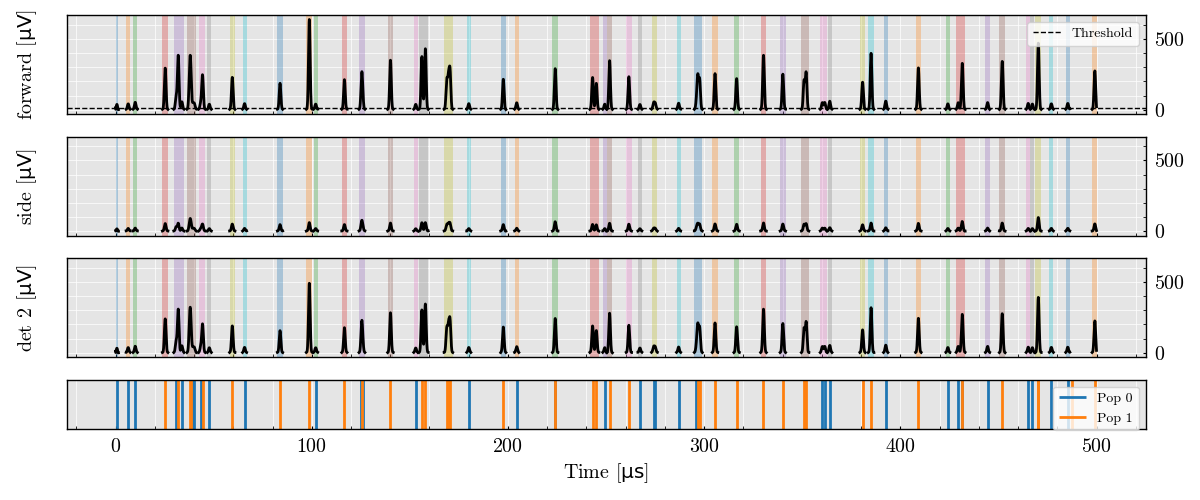 forward [μV]
Threshold
500
0
side [μV]
500
0
det 2 [μV]
500
0
Pop 0
Pop 1
0 100 200 300 400 500
Time [μs]